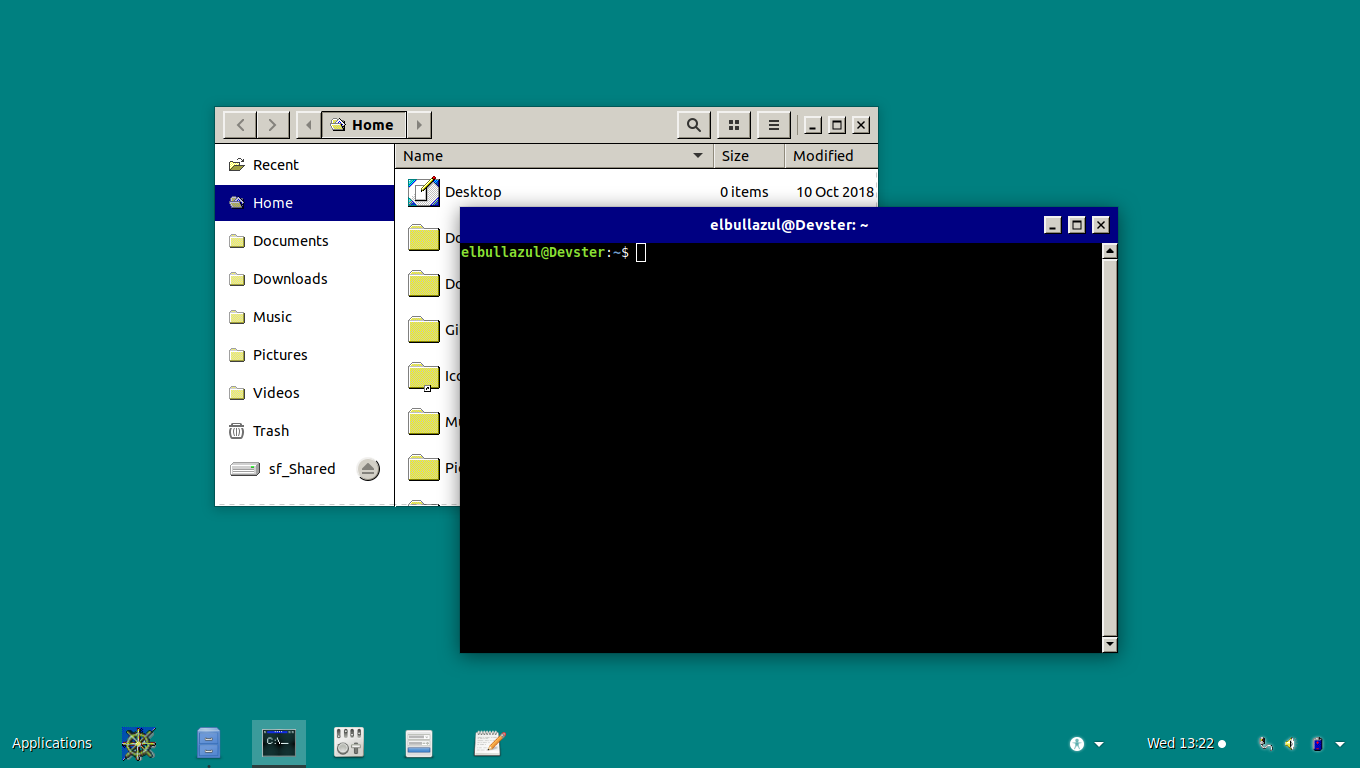 Home
Name Size Modified
Recent
Home
Documents
Downloads
Music
Pictures
Videos
Trash
sf_Shared
Desktop 0 items 10 Oct 2018
Do
Do
Gi
Ico
Mu
Pic
elbullazul@Devster: ~
elbullazul@Devster:~$
Applications
C:\_
Wed 13:22